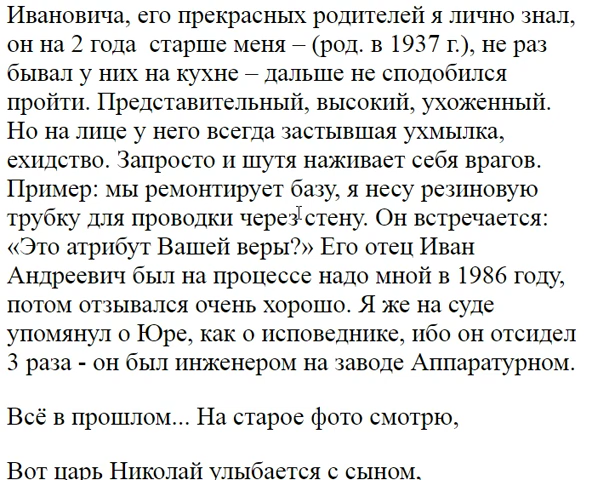 Ивановича, его прекрасных родителей я лично знал,
он на 2 года  старше меня – (род. в 1937 г.), не раз
бывал у них на кухне – дальше не сподобился
пройти. Представительный, высокий, ухоженный.
Но на лице у него всегда застывшая ухмылка,
ехидство. Запросто и шутя наживает себя врагов.
Пример: мы ремонтирует базу, я несу резиновую
трубку для проводки через стену. Он встречается:
«Это атрибут Вашей веры?» Его отец Иван
Андреевич был на процессе надо мной в 1986 году,
потом отзывался очень хорошо. Я же на суде
упомянул о Юре, как о исповеднике, ибо он отсидел
3 раза - он был инженером на заводе Аппаратурном.
Всё в прошлом... На старое фото смотрю,
Вот царь Николай улыбается с сыном,